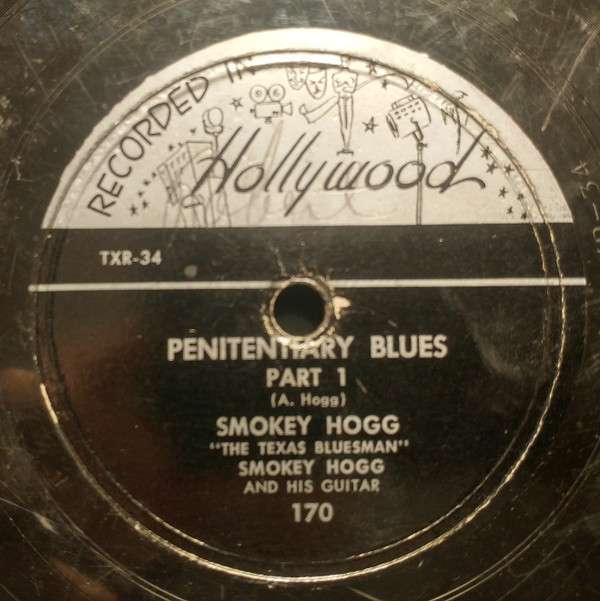 RECORDED IN
Hollywood
TXR-34
PENITENTIARY BLUES
PART 1
(A. Hogg)
SMOKEY HOGG
"THE TEXAS BLUESMAN"
SMOKEY HOGG
AND HIS GUITAR
170